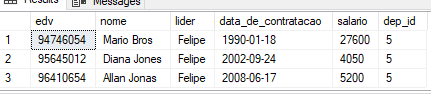 Results Messages
edv nome lider data_de_contratacao salario dep_id
1 94746054 Mario Bros Felipe 1990-01-18 27600 5
2 95645012 Diana Jones Felipe 2002-09-24 4050 5
3 96410654 Allan Jonas Felipe 2008-06-17 5200 5